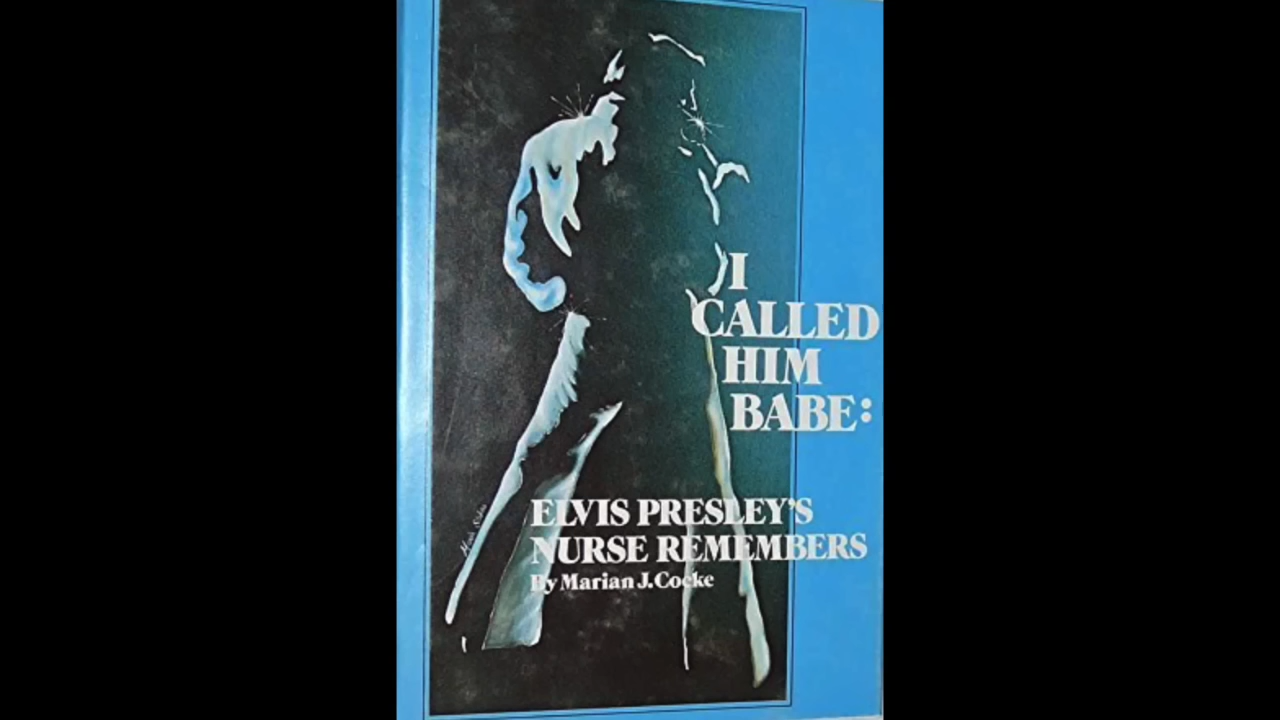 I
CALLED
HIM
BABE:
ELVIS PRESLEY'S
NURSE REMEMBERS
By Marian J. Cocke